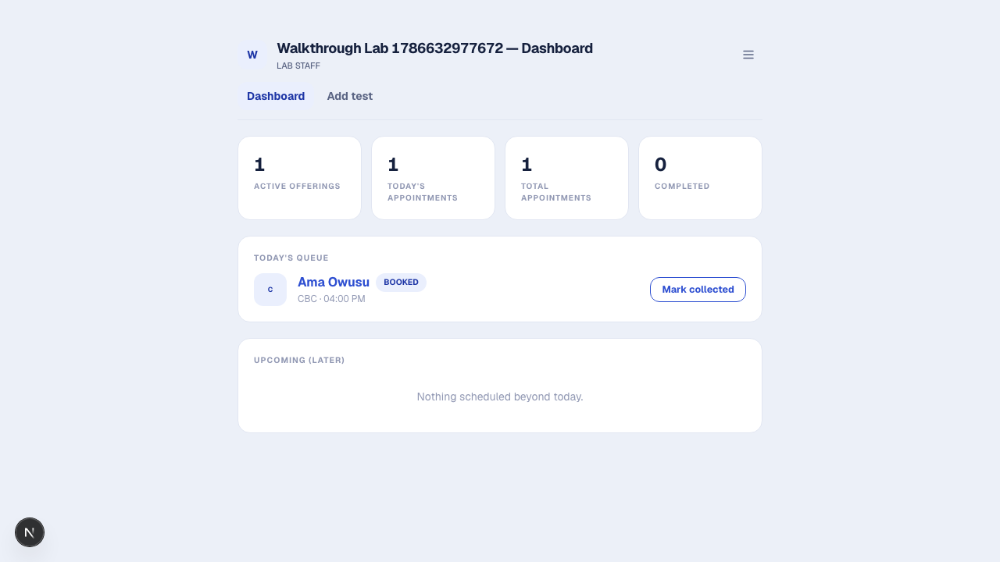 W
Walkthrough Lab 1786632977672 — Dashboard
LAB STAFF
Dashboard
Add test
1
ACTIVE OFFERINGS
1
TODAY'S
APPOINTMENTS
1
TOTAL
APPOINTMENTS
0
COMPLETED
TODAY'S QUEUE
C
Ama Owusu
BOOKED
CBC · 04:00 PM
Mark collected
UPCOMING (LATER)
Nothing scheduled beyond today.
N